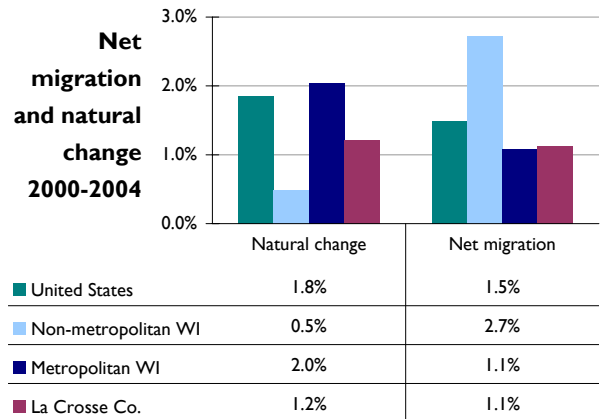 Net
migration
and natural
change
2000-2004
3.0%
2.0%
1.0%
0.0%
Natural change Net migration
United States 1.8% 1.5%
Non-metropolitan WI 0.5% 2.7%
Metropolitan WI 2.0% 1.1%
La Crosse Co. 1.2% 1.1%